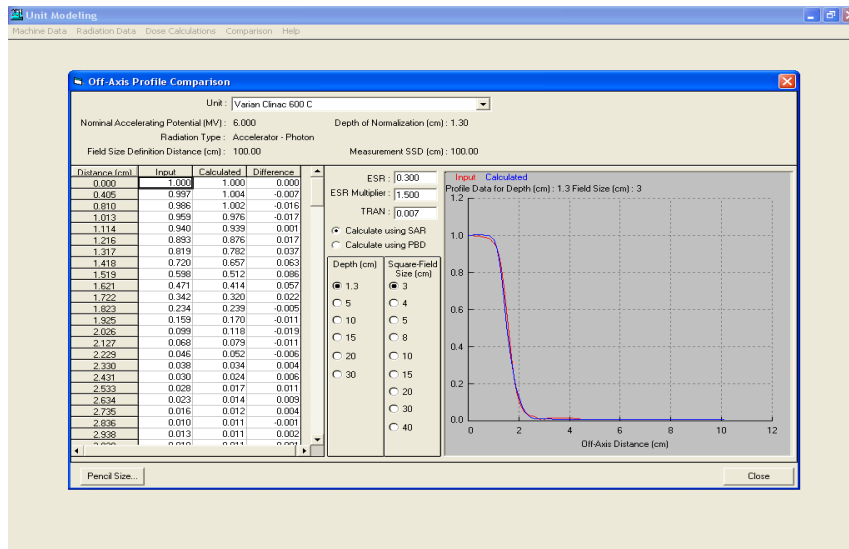 Unit Modeling
Machine Data Radiation Data Dose Calculations Comparison Help
Off-Axis Profile Comparison
Unit : Varian Clinac 600 C
Nominal Accelerating Potential (MV) : 6.000 Depth of Normalization (cm) : 1.30
Radiation Type : Accelerator - Photon
Field Size Definition Distance (cm) : 100.00 Measurement SSD (cm) : 100.00
Distance (cm) Input Calculated Difference
0.000 1.000 1.000 0.000
0.405 0.997 1.004 -0.007
0.810 0.986 1.002 -0.016
1.013 0.959 0.976 -0.017
1.114 0.940 0.939 0.001
1.216 0.893 0.876 0.017
1.317 0.819 0.782 0.037
1.418 0.720 0.657 0.063
1.519 0.598 0.512 0.086
1.621 0.471 0.414 0.057
1.722 0.342 0.320 0.022
1.823 0.234 0.239 -0.005
1.925 0.159 0.170 -0.011
2.026 0.099 0.118 -0.019
2.127 0.068 0.079 -0.011
2.229 0.046 0.052 -0.006
2.330 0.038 0.034 0.004
2.431 0.030 0.024 0.006
2.533 0.028 0.017 0.011
2.634 0.023 0.014 0.009
2.735 0.016 0.012 0.004
2.836 0.010 0.011 -0.001
2.938 0.013 0.011 0.002
ESR : 0.300
ESR Multiplier : 1.500
TRAN : 0.007
Calculate using SAR
Calculate using PBD
Depth (cm) Square-Field
Size (cm)
1.3 3
5 4
10 5
15 8
20 10
30 15
20
30
40
Input Calculated
Profile Data for Depth (cm) : 1.3 Field Size (cm) : 3
1.2
1.0
0.8
0.6
0.4
0.2
0.0
0 2 4 6 8 10 12
Off-Axis Distance (cm)
Pencil Size... Close